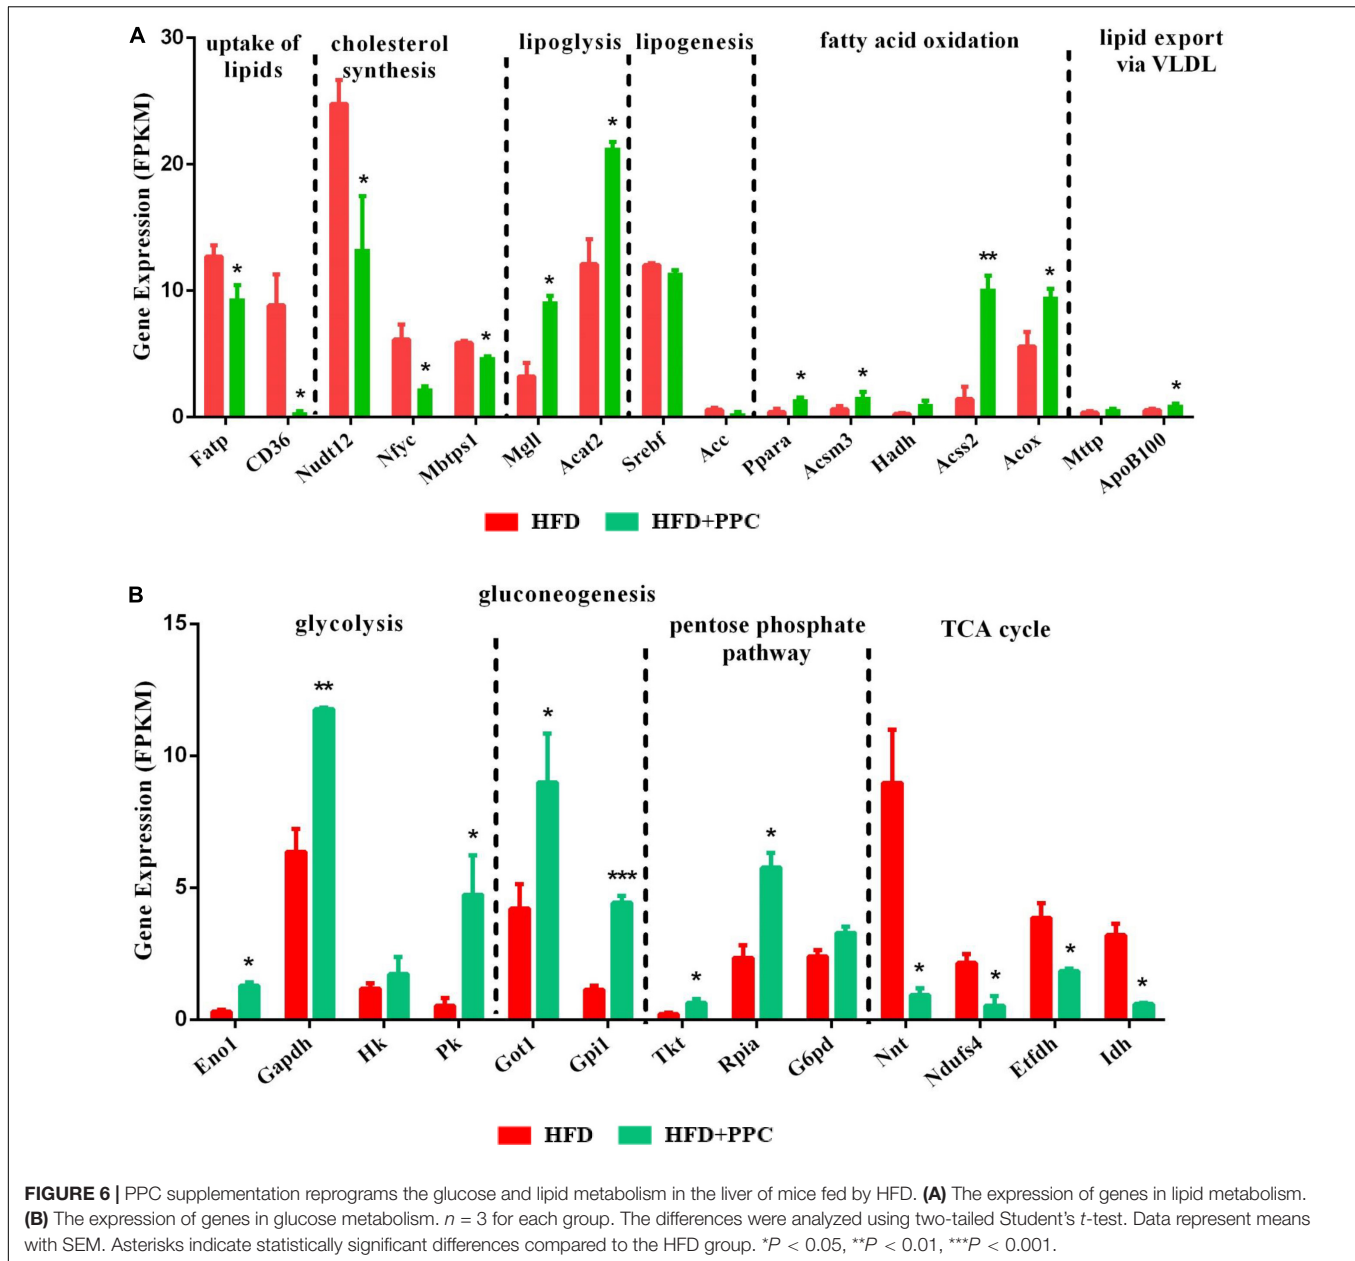 A
uptake of
lipids
cholesterol
synthesis
lipoglysis
lipogenesis
fatty acid oxidation
lipid export
via VLDL
Gene Expression (FPKM)
30
20
10
0
*
*
*
*
*
*
*
*
*
**
*
*
Fatp
CD36
Nudt12
Nfyc
Mbtps1
Mgll
Acat2
Srebf
Acc
Ppara
Acsm3
Hadh
Acss2
Acox
Mttp
ApoB100
HFD
HFD+PPC
B
glycolysis
gluconeogenesis
pentose phosphate
pathway
TCA cycle
Gene Expression (FPKM)
15
10
5
0
*
**
*
*
***
*
*
*
*
*
*
Eno1
Gapdh
Hk
Pk
Got1
Gpi1
Tkt
Rpia
G6pd
Nnt
Ndufs4
Etfdh
Idh
HFD
HFD+PPC
FIGURE 6 | PPC supplementation reprograms the glucose and lipid metabolism in the liver of mice fed by HFD. (A) The expression of genes in lipid metabolism.
(B) The expression of genes in glucose metabolism. n = 3 for each group. The differences were analyzed using two-tailed Student's t-test. Data represent means
with SEM. Asterisks indicate statistically significant differences compared to the HFD group. *P < 0.05, **P < 0.01, ***P < 0.001.